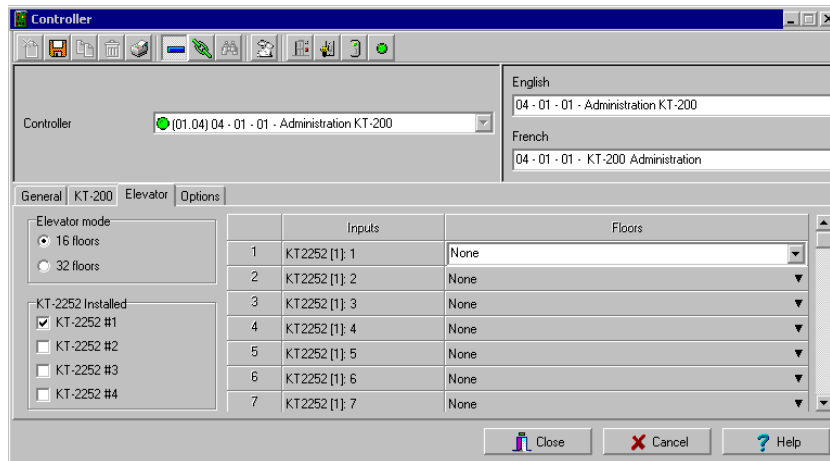 Controller
English
04 - 01 - 01 - Administration KT-200
Controller
(01.04) 04 - 01 - 01 - Administration KT-200
French
04 - 01 - 01 - KT-200 Administration
General KT-200 Elevator Options
Elevator mode
16 floors
32 floors
KT-2252 Installed
KT-2252 #1
KT-2252 #2
KT-2252 #3
KT-2252 #4
Inputs Floors
1 KT2252 [1]: 1 None
2 KT2252 [1]: 2 None
3 KT2252 [1]: 3 None
4 KT2252 [1]: 4 None
5 KT2252 [1]: 5 None
6 KT2252 [1]: 6 None
7 KT2252 [1]: 7 None
Close Cancel Help